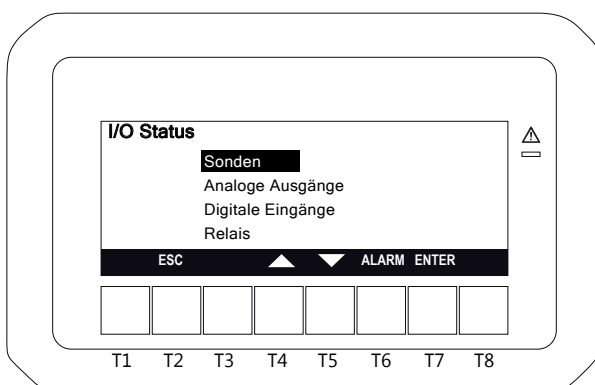 I/O Status
Sonden
Analoge Ausgänge
Digitale Eingänge
Relais
ESC ALARM ENTER
T1 T2 T3 T4 T5 T6 T7 T8